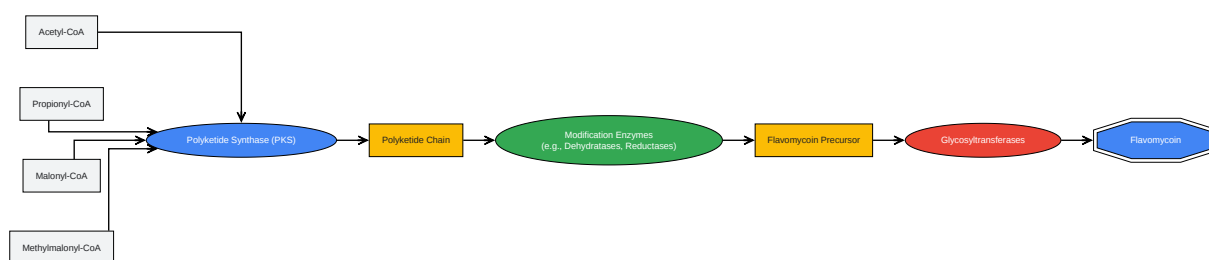 Acetyl-CoA
Propionyl-CoA
Malonyl-CoA
Methylmalonyl-CoA
Polyketide Synthase (PKS)
Polyketide Chain
Modification Enzymes
(e.g., Dehydratases, Reductases)
Flavomycoin Precursor
Glycosyltransferases
Flavomycoin